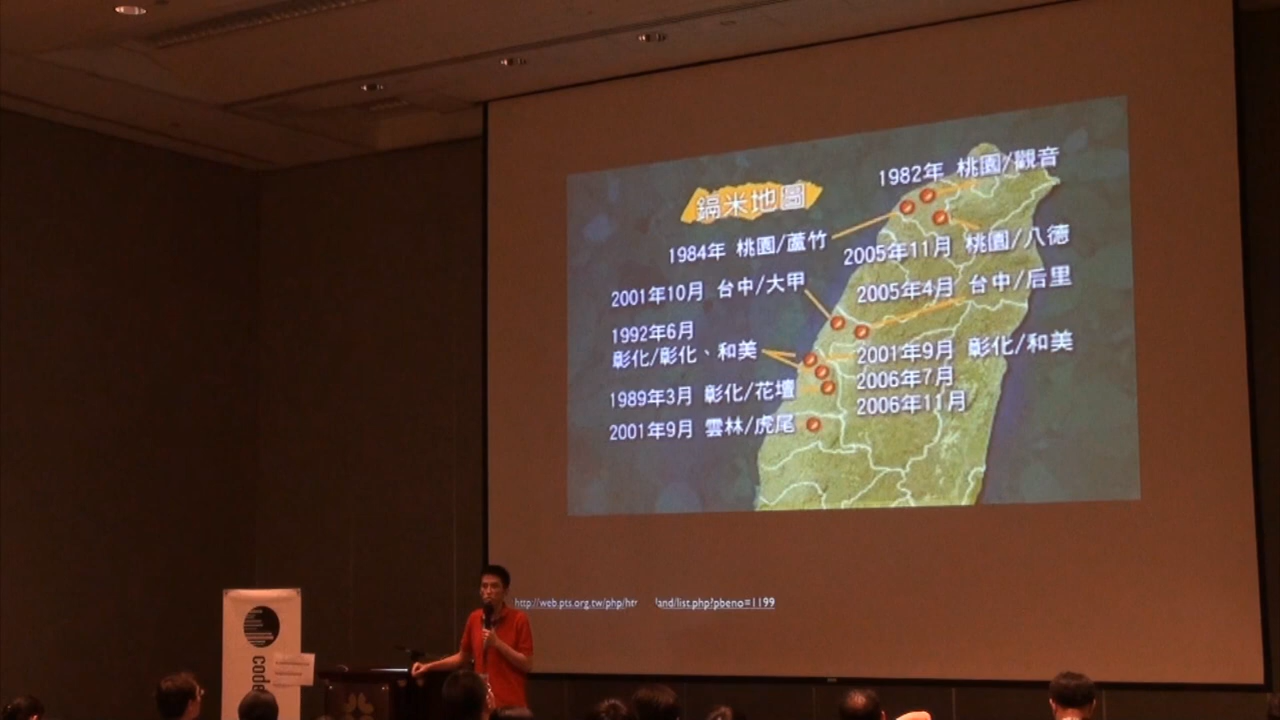 鎘米地圖
1982年 桃園/觀音
1984年 桃園/蘆竹
2005年11月 桃園/八德
2001年10月 台中/大甲
2005年4月 台中/后里
1992年6月
彰化/彰化、和美
2001年9月 彰化/和美
2006年7月
2006年11月
1989年3月 彰化/花壇
2001年9月 雲林/虎尾
http://web.pts.org.tw/php/ht and/list.php?pbeno=1199
code